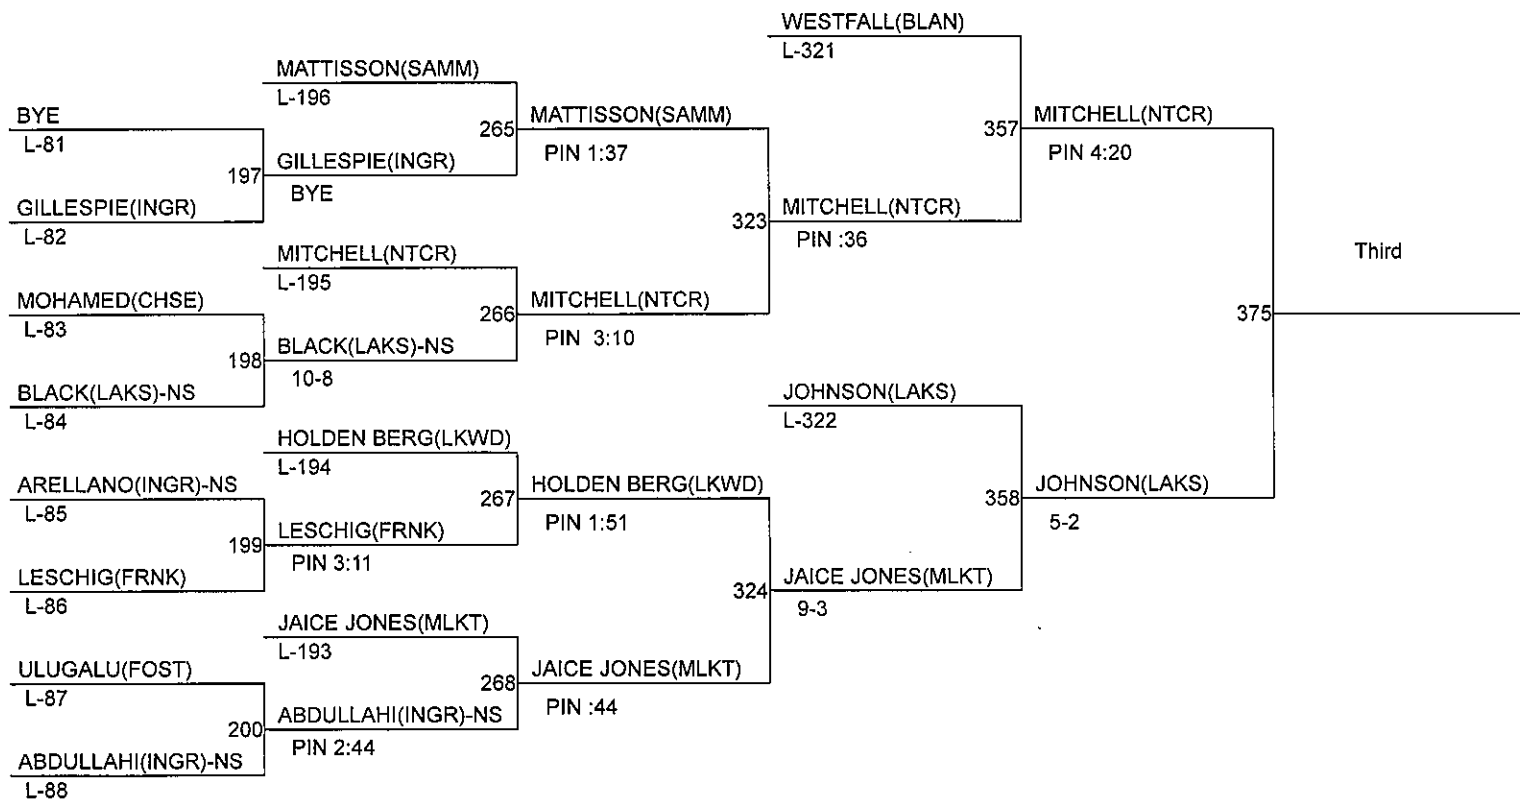 WESTFALL(BLAN)
L-321
MATTISSON(SAMM)
L-196
BYE
L-81
265
MATTISSON(SAMM)
PIN 1:37
357
MITCHELL(NTCR)
PIN 4:20
197
GILLESPIE(INGR)
BYE
GILLESPIE(INGR)
L-82
323
MITCHELL(NTCR)
PIN :36
MITCHELL(NTCR)
L-195
Third
MOHAMED(CHSE)
L-83
266
MITCHELL(NTCR)
PIN 3:10
375
198
BLACK(LAKS)-NS
10-8
BLACK(LAKS)-NS
L-84
JOHNSON(LAKS)
L-322
HOLDEN BERG(LKWD)
L-194
ARELLANO(INGR)-NS
L-85
267
HOLDEN BERG(LKWD)
PIN 1:51
358
JOHNSON(LAKS)
5-2
199
LESCHIG(FRNK)
PIN 3:11
LESCHIG(FRNK)
L-86
324
JAICE JONES(MLKT)
9-3
JAICE JONES(MLKT)
L-193
ULUGALU(FOST)
L-87
268
JAICE JONES(MLKT)
PIN :44
200
ABDULLAHI(INGR)-NS
PIN 2:44
ABDULLAHI(INGR)-NS
L-88